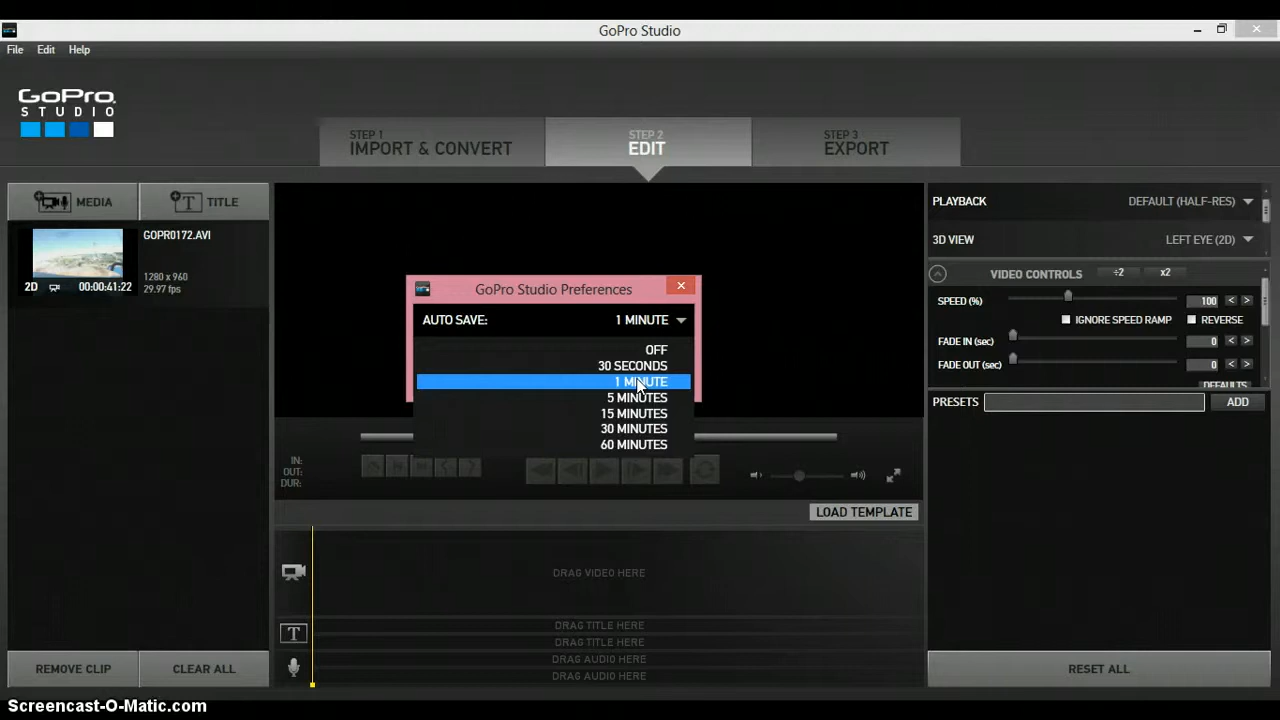 GoPro Studio
File Edit Help
GoPro
STUDIO
STEP 1
IMPORT & CONVERT
STEP 2
EDIT
STEP 3
EXPORT
MEDIA
TITLE
GOPR0172.AVI
1280 x 960
29.97 fps
2D 00:00:41:22
GoPro Studio Preferences
AUTO SAVE: 1 MINUTE
OFF
30 SECONDS
1 MINUTE
5 MINUTES
15 MINUTES
30 MINUTES
60 MINUTES
IN:
OUT:
DUR:
PLAYBACK DEFAULT (HALF-RES)
3D VIEW LEFT EYE (2D)
VIDEO CONTROLS ÷2 x2
SPEED (%) 100 < >
IGNORE SPEED RAMP REVERSE
FADE IN (sec) 0 < >
FADE OUT (sec) 0 < >
DEFAULTS
PRESETS ADD
LOAD TEMPLATE
DRAG VIDEO HERE
T
DRAG TITLE HERE
DRAG TITLE HERE
DRAG AUDIO HERE
DRAG AUDIO HERE
REMOVE CLIP
CLEAR ALL
RESET ALL
Screencast-O-Matic.com